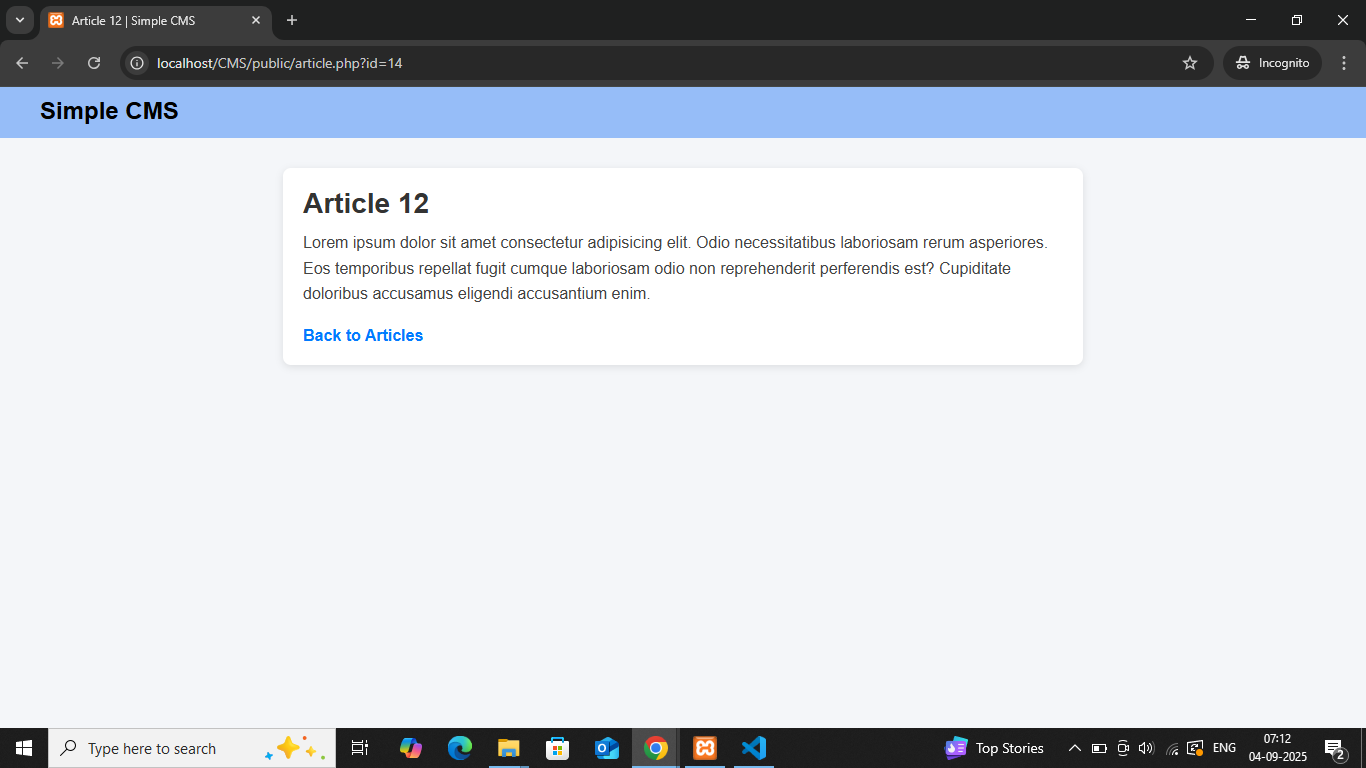 Article 12 | Simple CMS
localhost/CMS/public/article.php?id=14
Incognito
Simple CMS
Article 12
Lorem ipsum dolor sit amet consectetur adipisicing elit. Odio necessitatibus laboriosam rerum asperiores.
Eos temporibus repellat fugit cumque laboriosam odio non reprehenderit perferendis est? Cupiditate
doloribus accusamus eligendi accusantium enim.
Back to Articles
Type here to search
Top Stories
ENG
07:12
04-09-2025
2